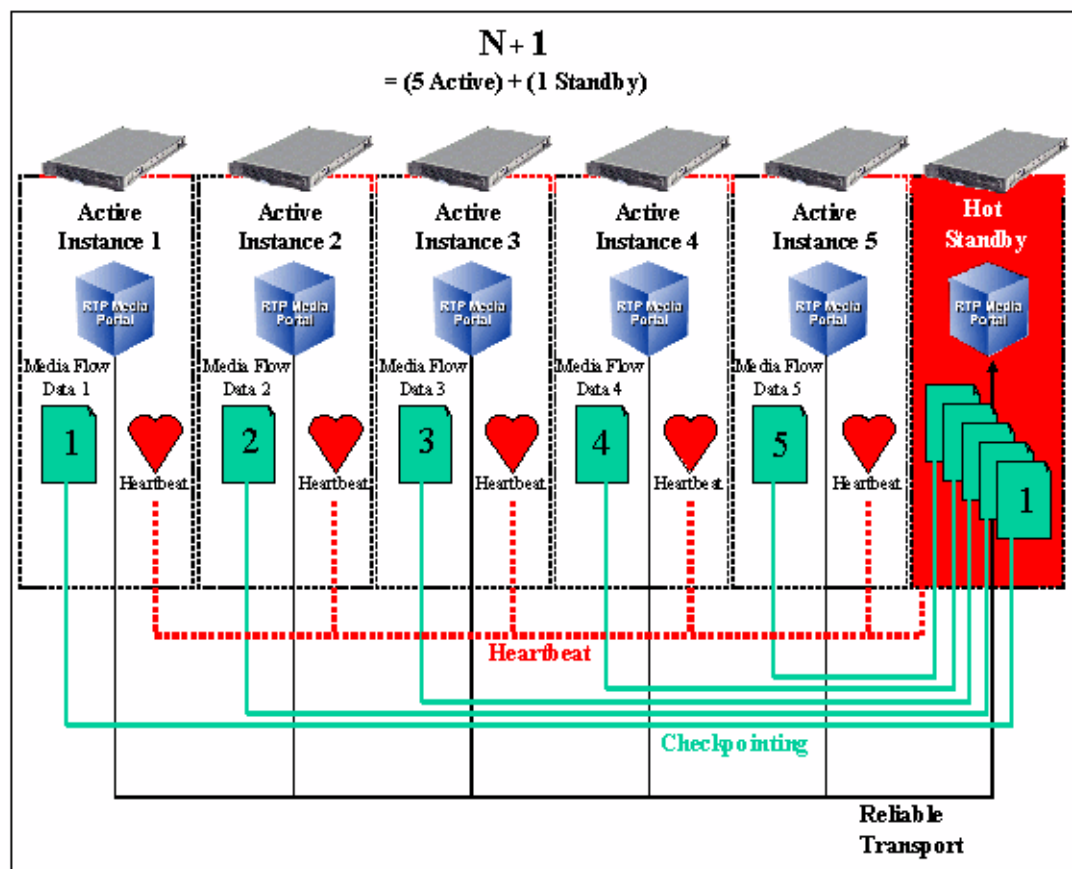 N + 1
= (5 Active) + (1 Standby)
Active
Instance 1
Active
Instance 2
Active
Instance 3
Active
Instance 4
Active
Instance 5
Hot
Standby
RTP Media
Portal
RTP Media
Portal
RTP Media
Portal
RTP Media
Portal
RTP Media
Portal
RTP Media
Portal
Media Flow
Data 1
Media Flow
Data 2
Media Flow
Data 3
Media Flow
Data 4
Media Flow
Data 5
1
2
3
4
5
1
Heartbeat
Heartbeat
Heartbeat
Heartbeat
Heartbeat
Heartbeat
Checkpointing
Reliable
Transport